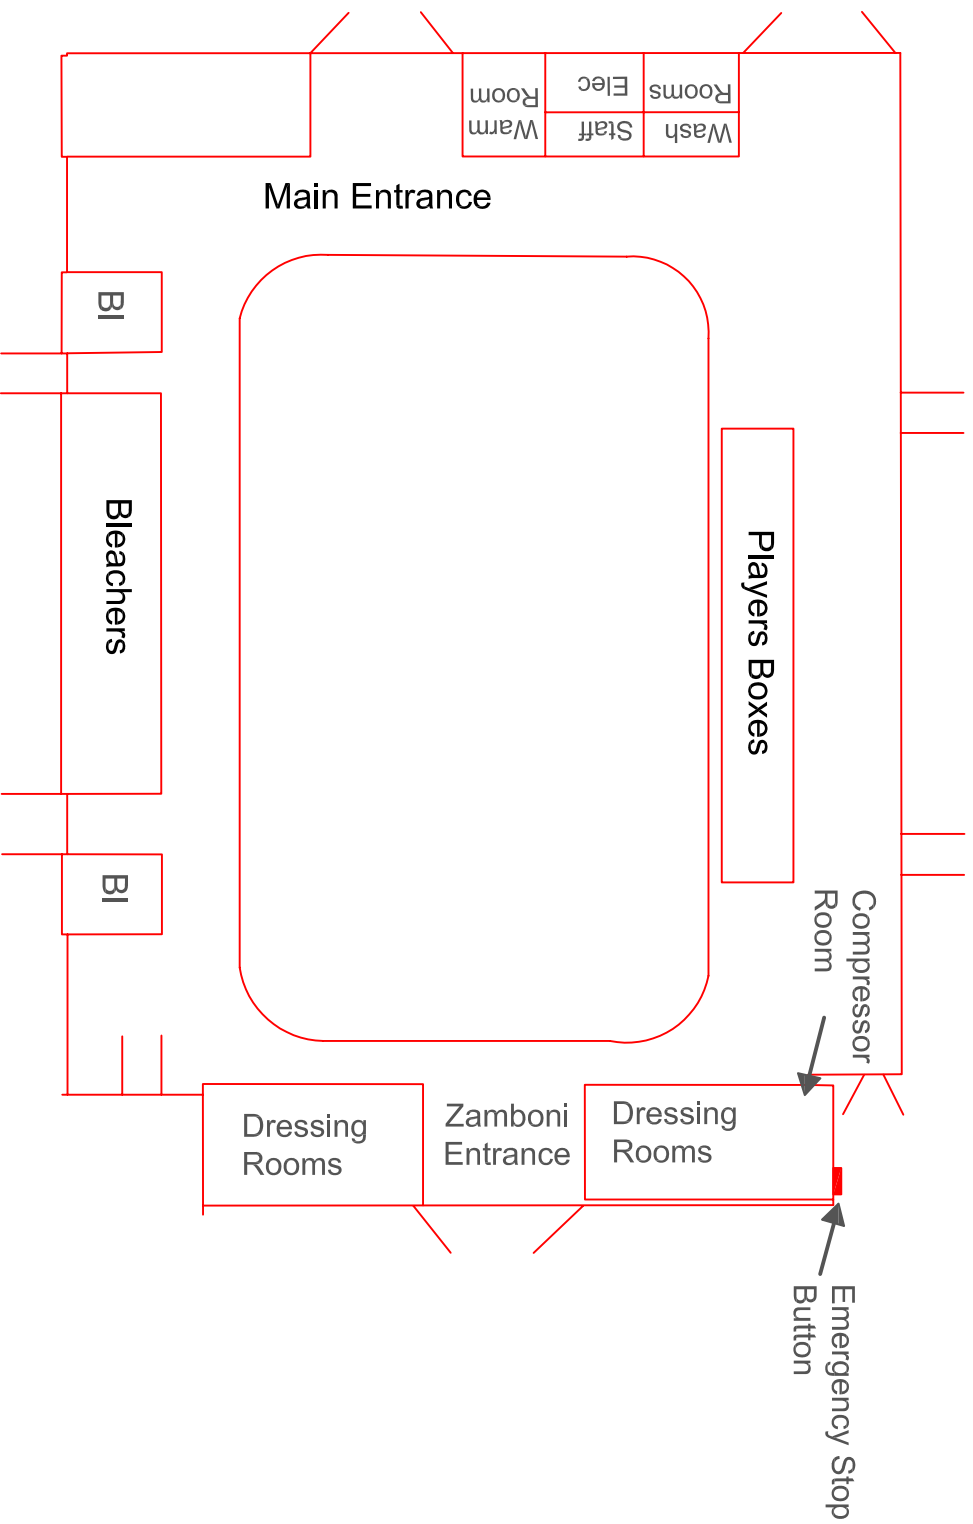 Elec
Rooms
Room
Warm
Staff
Wash
Main Entrance
Bl
Bleachers
Players Boxes
Bl
Compressor
Room
Dressing
Rooms
Zamboni
Entrance
Dressing
Rooms
Emergency Stop
Button